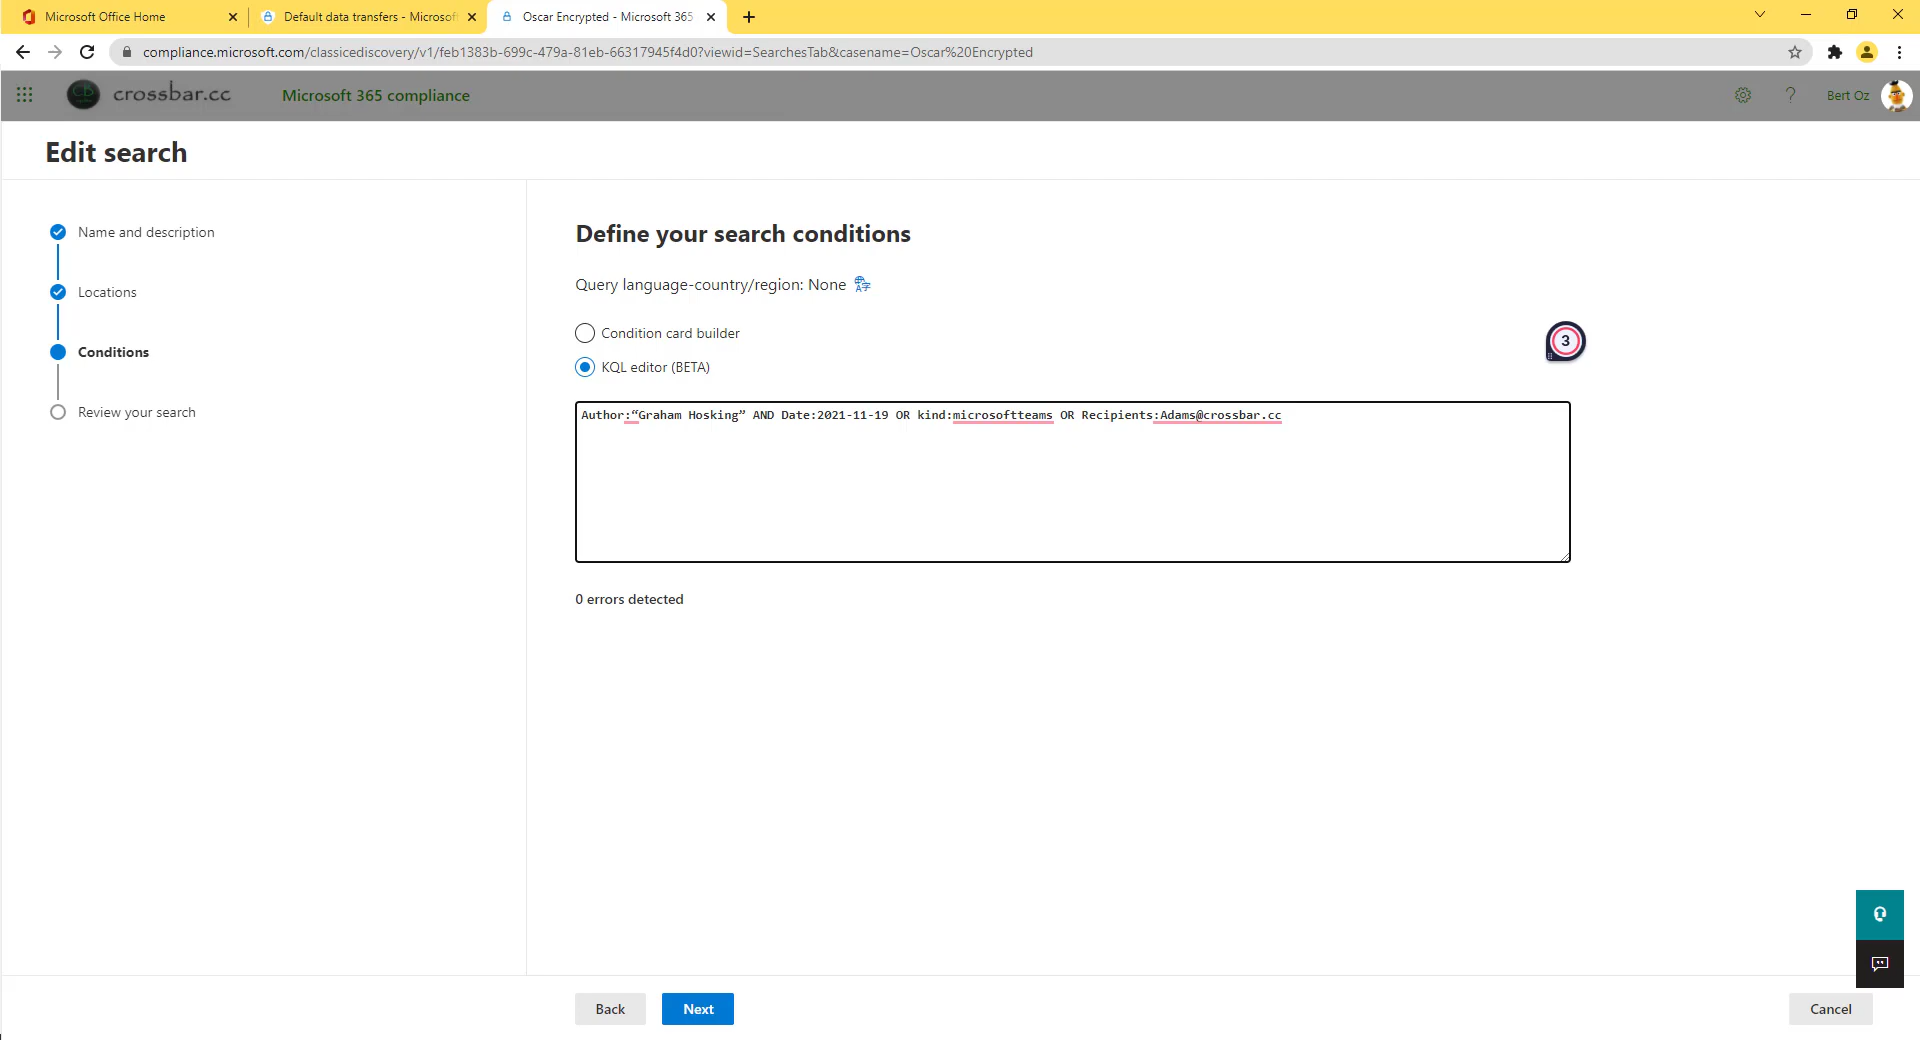 Microsoft Office Home
Default data transfers - Microsof
Oscar Encrypted - Microsoft 365
compliance.microsoft.com/classicediscovery/v1/feb1383b-699c-479a-81eb-66317945f4d0?viewid=SearchesTab&casename=Oscar%20Encrypted
CB
crossbar.cc
Microsoft 365 compliance
?
Bert Oz
Edit search
Name and description
Locations
Conditions
Review your search
Define your search conditions
Query language-country/region: None
Condition card builder
KQL editor (BETA)
3
Author:“Graham Hosking” AND Date:2021-11-19 OR kind:microsoftteams OR Recipients:Adams@crossbar.cc
0 errors detected
Back
Next
Cancel